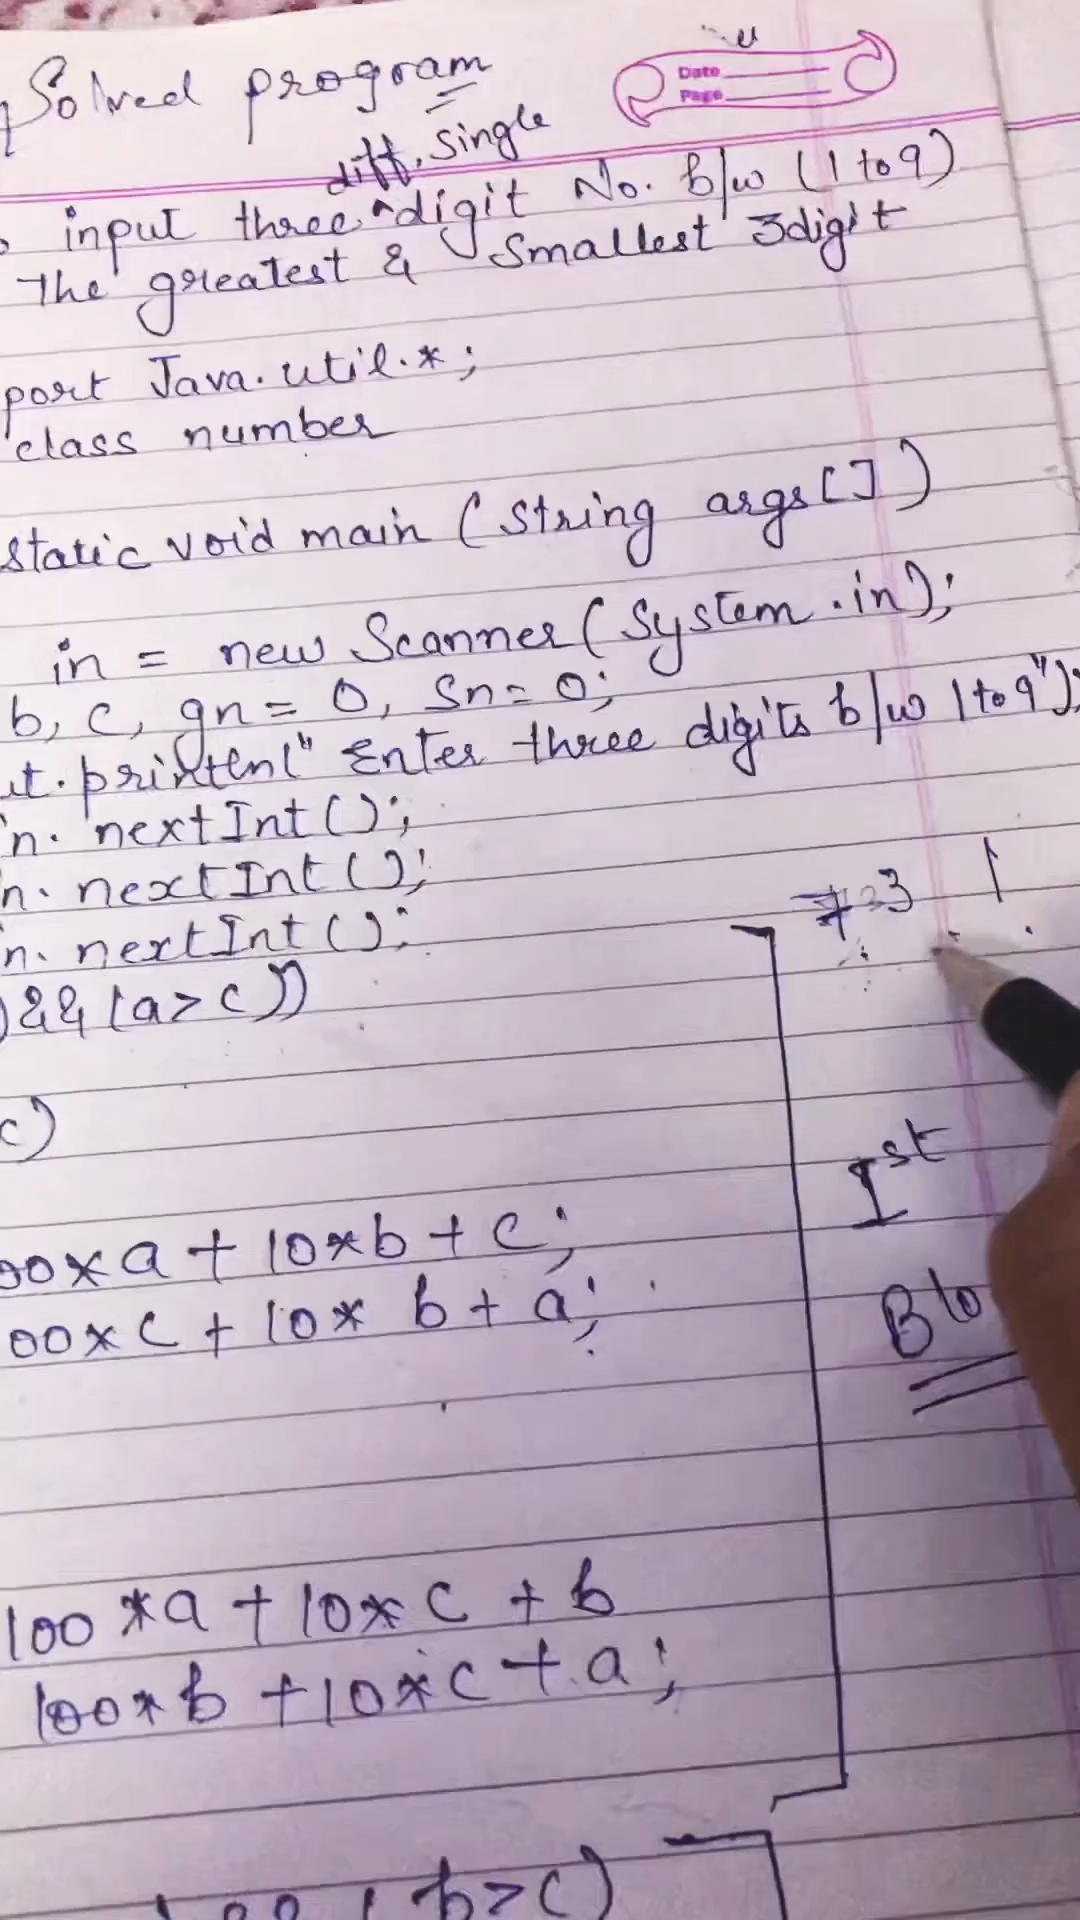 Solved program
Date
Page
diff. single
input three ^ digit No. b/w (1 to 9)
The greatest & Smallest 3digit
port Java.util.*;
class number
static void main (String args[])
in = new Scanner(System.in);
b, c, gn = 0, Sn = 0;
ut.println("Enter three digits b/w 1 to 9");
n. nextInt();
n. nextInt();
n. nextInt();
) && (a > c))
c)
00*a + 10*b + c;
00*c + 10* b + a;
Ist
Blo
100*a + 10*c + b
100*b + 10*c + a;
b > c)